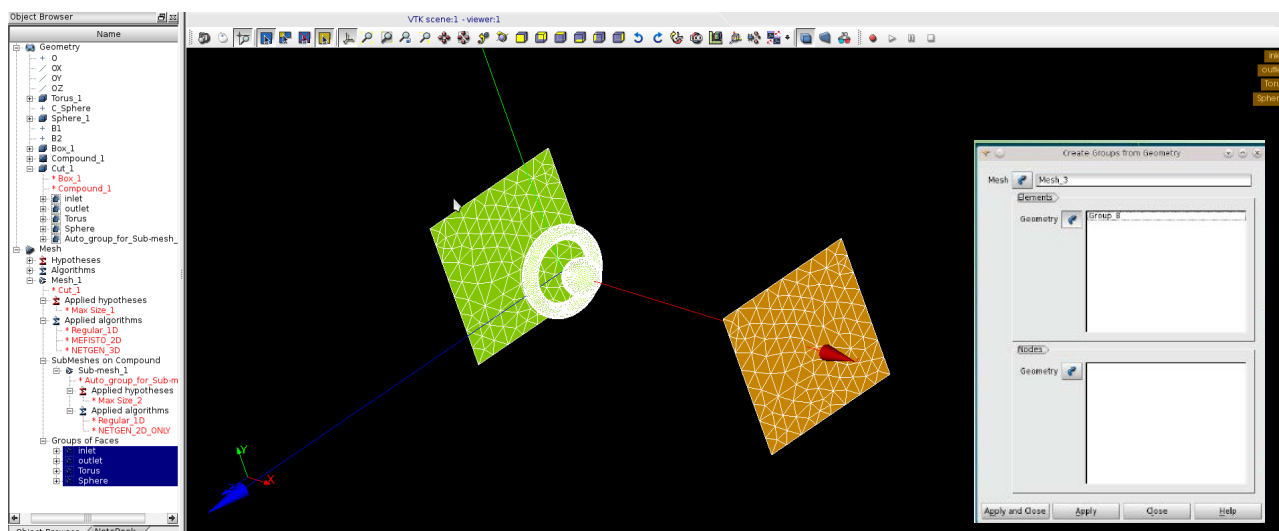 Object Browser
VTK scene:1 - viewer:1
Name
Geometry
O
OX
OY
OZ
Torus_1
C_Sphere
Sphere_1
B1
B2
Box_1
Compound_1
Cut_1
* Box_1
* Compound_1
inlet
outlet
Torus
Sphere
Auto_group_for_Sub-mesh_
Mesh
Hypotheses
Algorithms
Mesh_1
* Cut_1
Applied hypotheses
* Max Size_1
Applied algorithms
* Regular_1D
* MEFISTO_2D
* NETGEN_3D
SubMeshes on Compound
Sub-mesh_1
* Auto_group_for_Sub-m
Applied hypotheses
* Max Size_2
Applied algorithms
* Regular_1D
* NETGEN_2D_ONLY
Groups of Faces
inlet
outlet
Torus
Sphere
Object Browser NoteBook
Y
X
inle
outle
Toru
Spher
Create Groups from Geometry
Mesh Mesh_3
Elements
Geometry Group_8
Nodes
Geometry
Apply and Close Apply Close Help